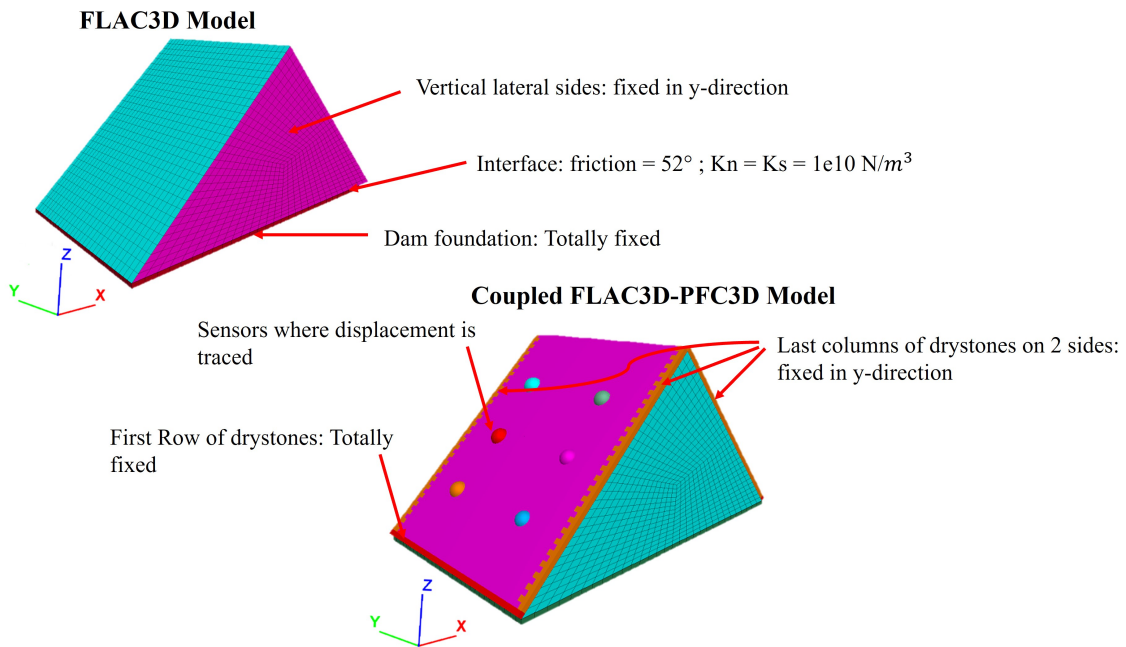 FLAC3D Model
Vertical lateral sides: fixed in y-direction
Interface: friction = 52° ; Kn = Ks = 1e10 N/m³
Dam foundation: Totally fixed
Z
Y
X
Coupled FLAC3D-PFC3D Model
Sensors where displacement is
traced
Last columns of drystones on 2 sides:
fixed in y-direction
First Row of drystones: Totally
fixed
Z
Y
X